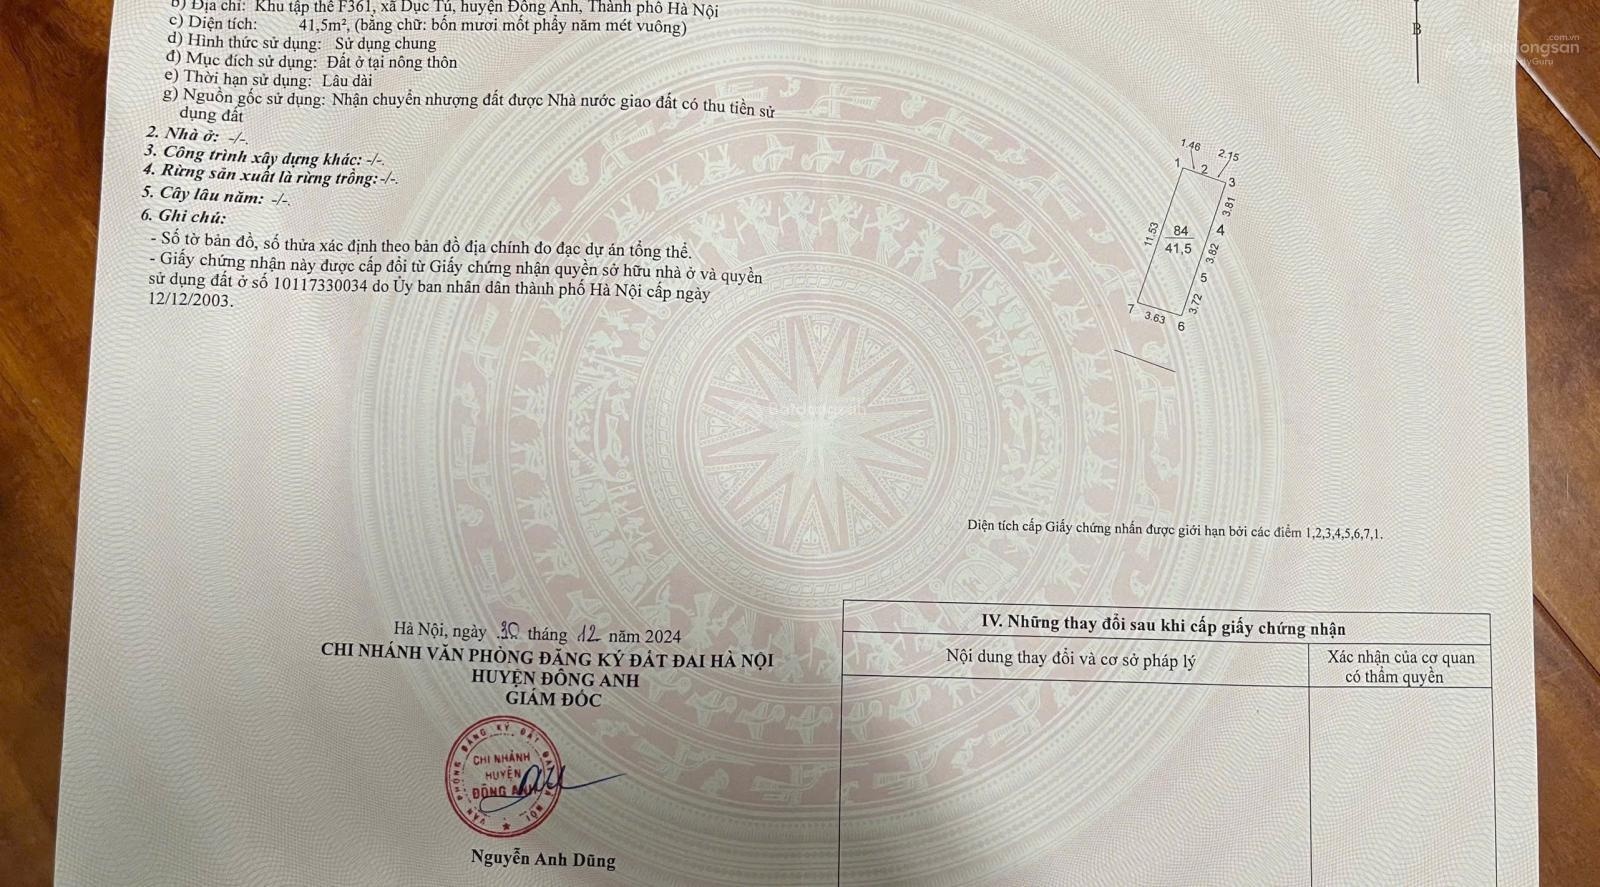 b) Địa chỉ: Khu tập thể F361, xã Dục Tú, huyện Đông Anh, Thành phố Hà Nội
c) Diện tích: 41,5m², (bằng chữ: bốn mươi mốt phẩy năm mét vuông)
d) Hình thức sử dụng: Sử dụng chung
đ) Mục đích sử dụng: Đất ở tại nông thôn
e) Thời hạn sử dụng: Lâu dài
g) Nguồn gốc sử dụng: Nhận chuyển nhượng đất được Nhà nước giao đất có thu tiền sử
dụng đất
2. Nhà ở: -/-.
3. Công trình xây dựng khác: -/-.
4. Rừng sản xuất là rừng trồng:-/-.
5. Cây lâu năm: -/-.
6. Ghi chú:
- Số tờ bản đồ, số thửa xác định theo bản đồ địa chính đo đạc dự án tổng thể.
- Giấy chứng nhận này được cấp đổi từ Giấy chứng nhận quyền sở hữu nhà ở và quyền
sử dụng đất ở số 10117330034 do Ủy ban nhân dân thành phố Hà Nội cấp ngày
12/12/2003.
Hà Nội, ngày 30 tháng 12 năm 2024
CHI NHÁNH VĂN PHÒNG ĐĂNG KÝ ĐẤT ĐAI HÀ NỘI
HUYỆN ĐÔNG ANH
GIÁM ĐỐC
VĂN PHÒNG ĐĂNG KÝ ĐẤT ĐAI HÀ NỘI
CHI NHÁNH
HUYỆN
ĐÔNG ANH
Nguyễn Anh Dũng
B
Batdongsan
.com.vn
1.46
2.15
1
2
3
3.81
4
11.53
84
41,5
3.82
5
3.72
7
3.63
6
Batdongsan
Diện tích cấp Giấy chứng nhấn được giới hạn bởi các điểm 1,2,3,4,5,6,7,1.
IV. Những thay đổi sau khi cấp giấy chứng nhận
Nội dung thay đổi và cơ sở pháp lý
Xác nhận của cơ quan
có thẩm quyền